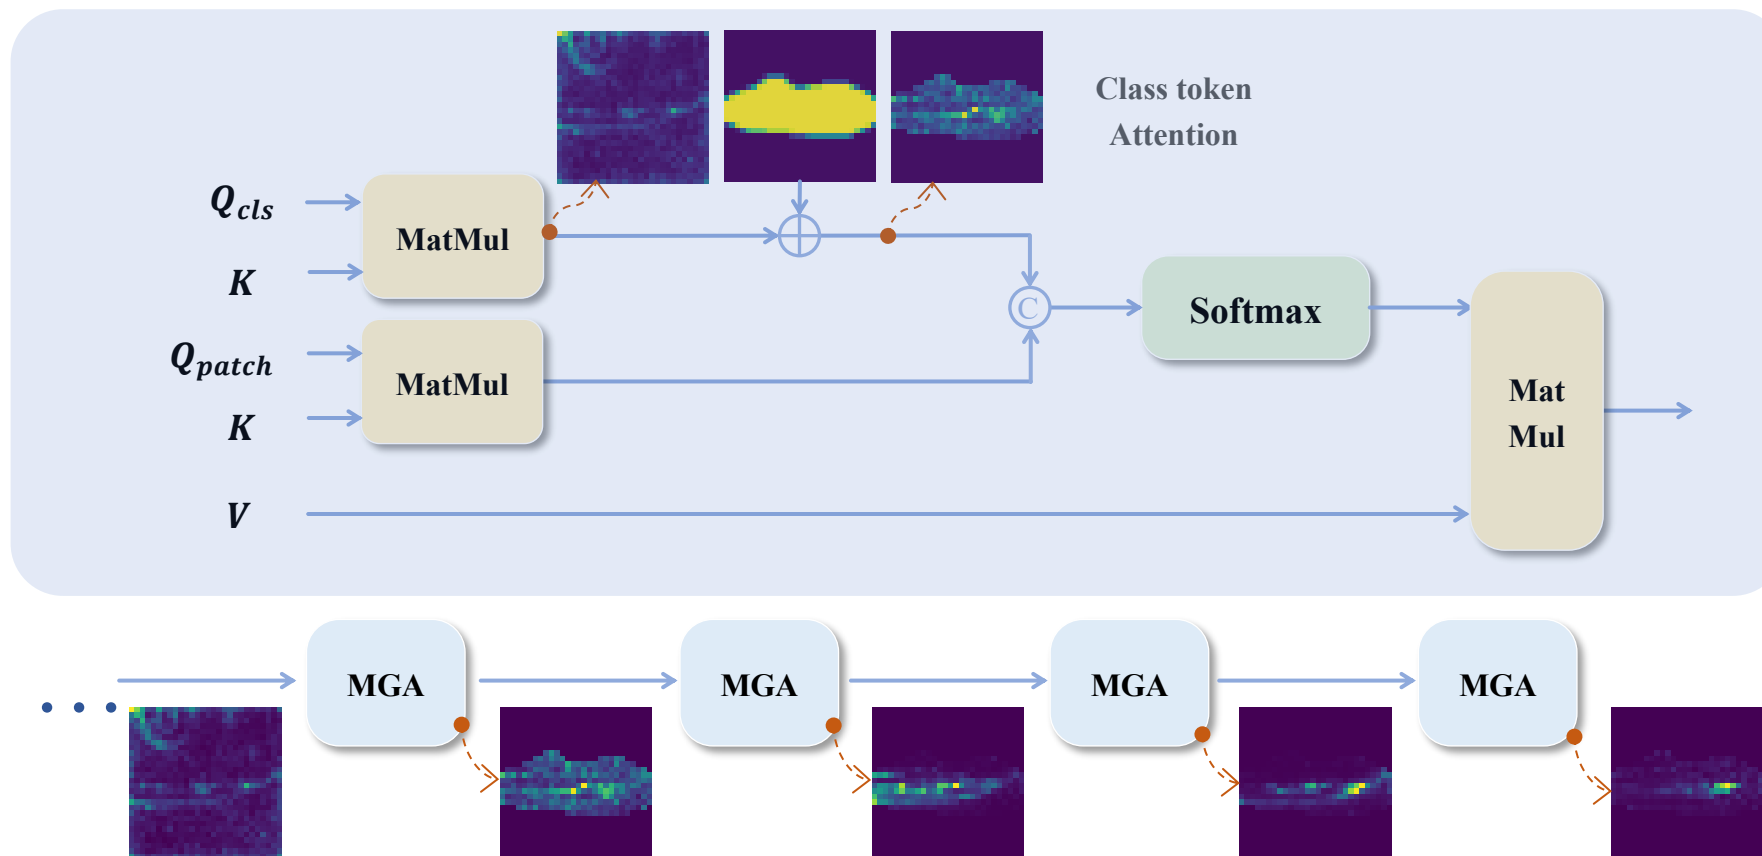 Class token
Attention
Q_cls
MatMul
K
C
Softmax
Q_patch
MatMul
K
Mat
Mul
V
MGA
MGA
MGA
MGA